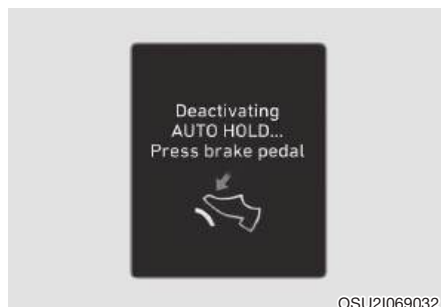 Deactivating
AUTO HOLD...
Press brake pedal
OSU2I069032